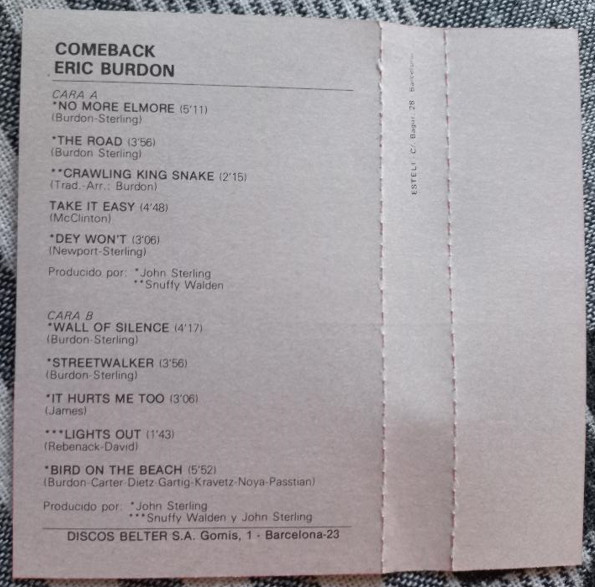 COMEBACK
ERIC BURDON
CARA A
*NO MORE ELMORE (5'11)
(Burdon-Sterling)
*THE ROAD (3'56)
(Burdon Sterling)
**CRAWLING KING SNAKE (2'15)
(Trad.-Arr.: Burdon)
TAKE IT EASY (4'48)
(McClinton)
*DEY WON'T (3'06)
(Newport-Sterling)
Producido por: *John Sterling
**Snuffy Walden
CARA B
*WALL OF SILENCE (4'17)
(Burdon-Sterling)
*STREETWALKER (3'56)
(Burdon-Sterling)
*IT HURTS ME TOO (3'06)
(James)
***LIGHTS OUT (1'43)
(Rebenack-David)
*BIRD ON THE BEACH (5'52)
(Burdon-Carter-Dietz-Gartig-Kravetz-Noya-Passtian)
Producido por: *John Sterling
***Snuffy Walden y John Sterling
DISCOS BELTER S.A. Gomis, 1 - Barcelona-23
ESTELI C/. Bagur 28 Barcelona